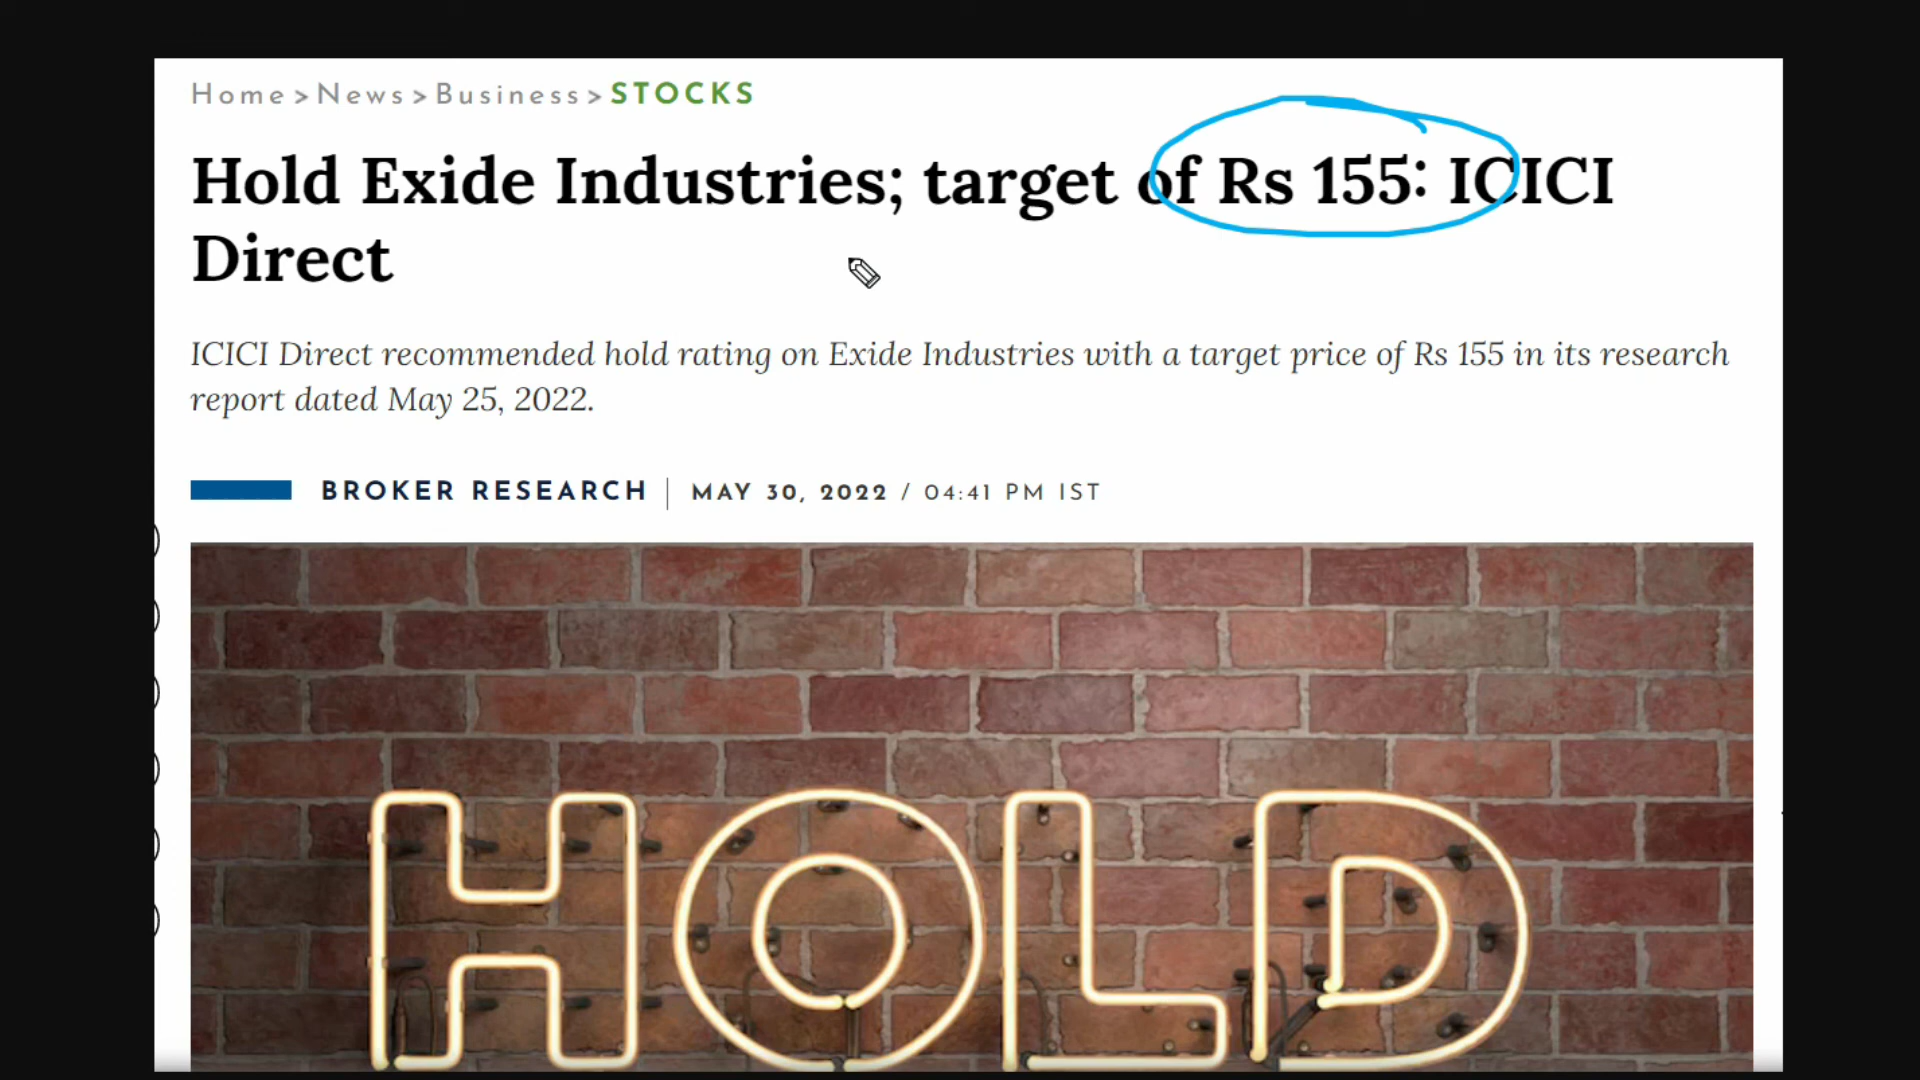 Home > News > Business > STOCKS
Hold Exide Industries; target of Rs 155: ICICI
Direct
ICICI Direct recommended hold rating on Exide Industries with a target price of Rs 155 in its research
report dated May 25, 2022.
BROKER RESEARCH | MAY 30, 2022 / 04:41 PM IST
HOLD